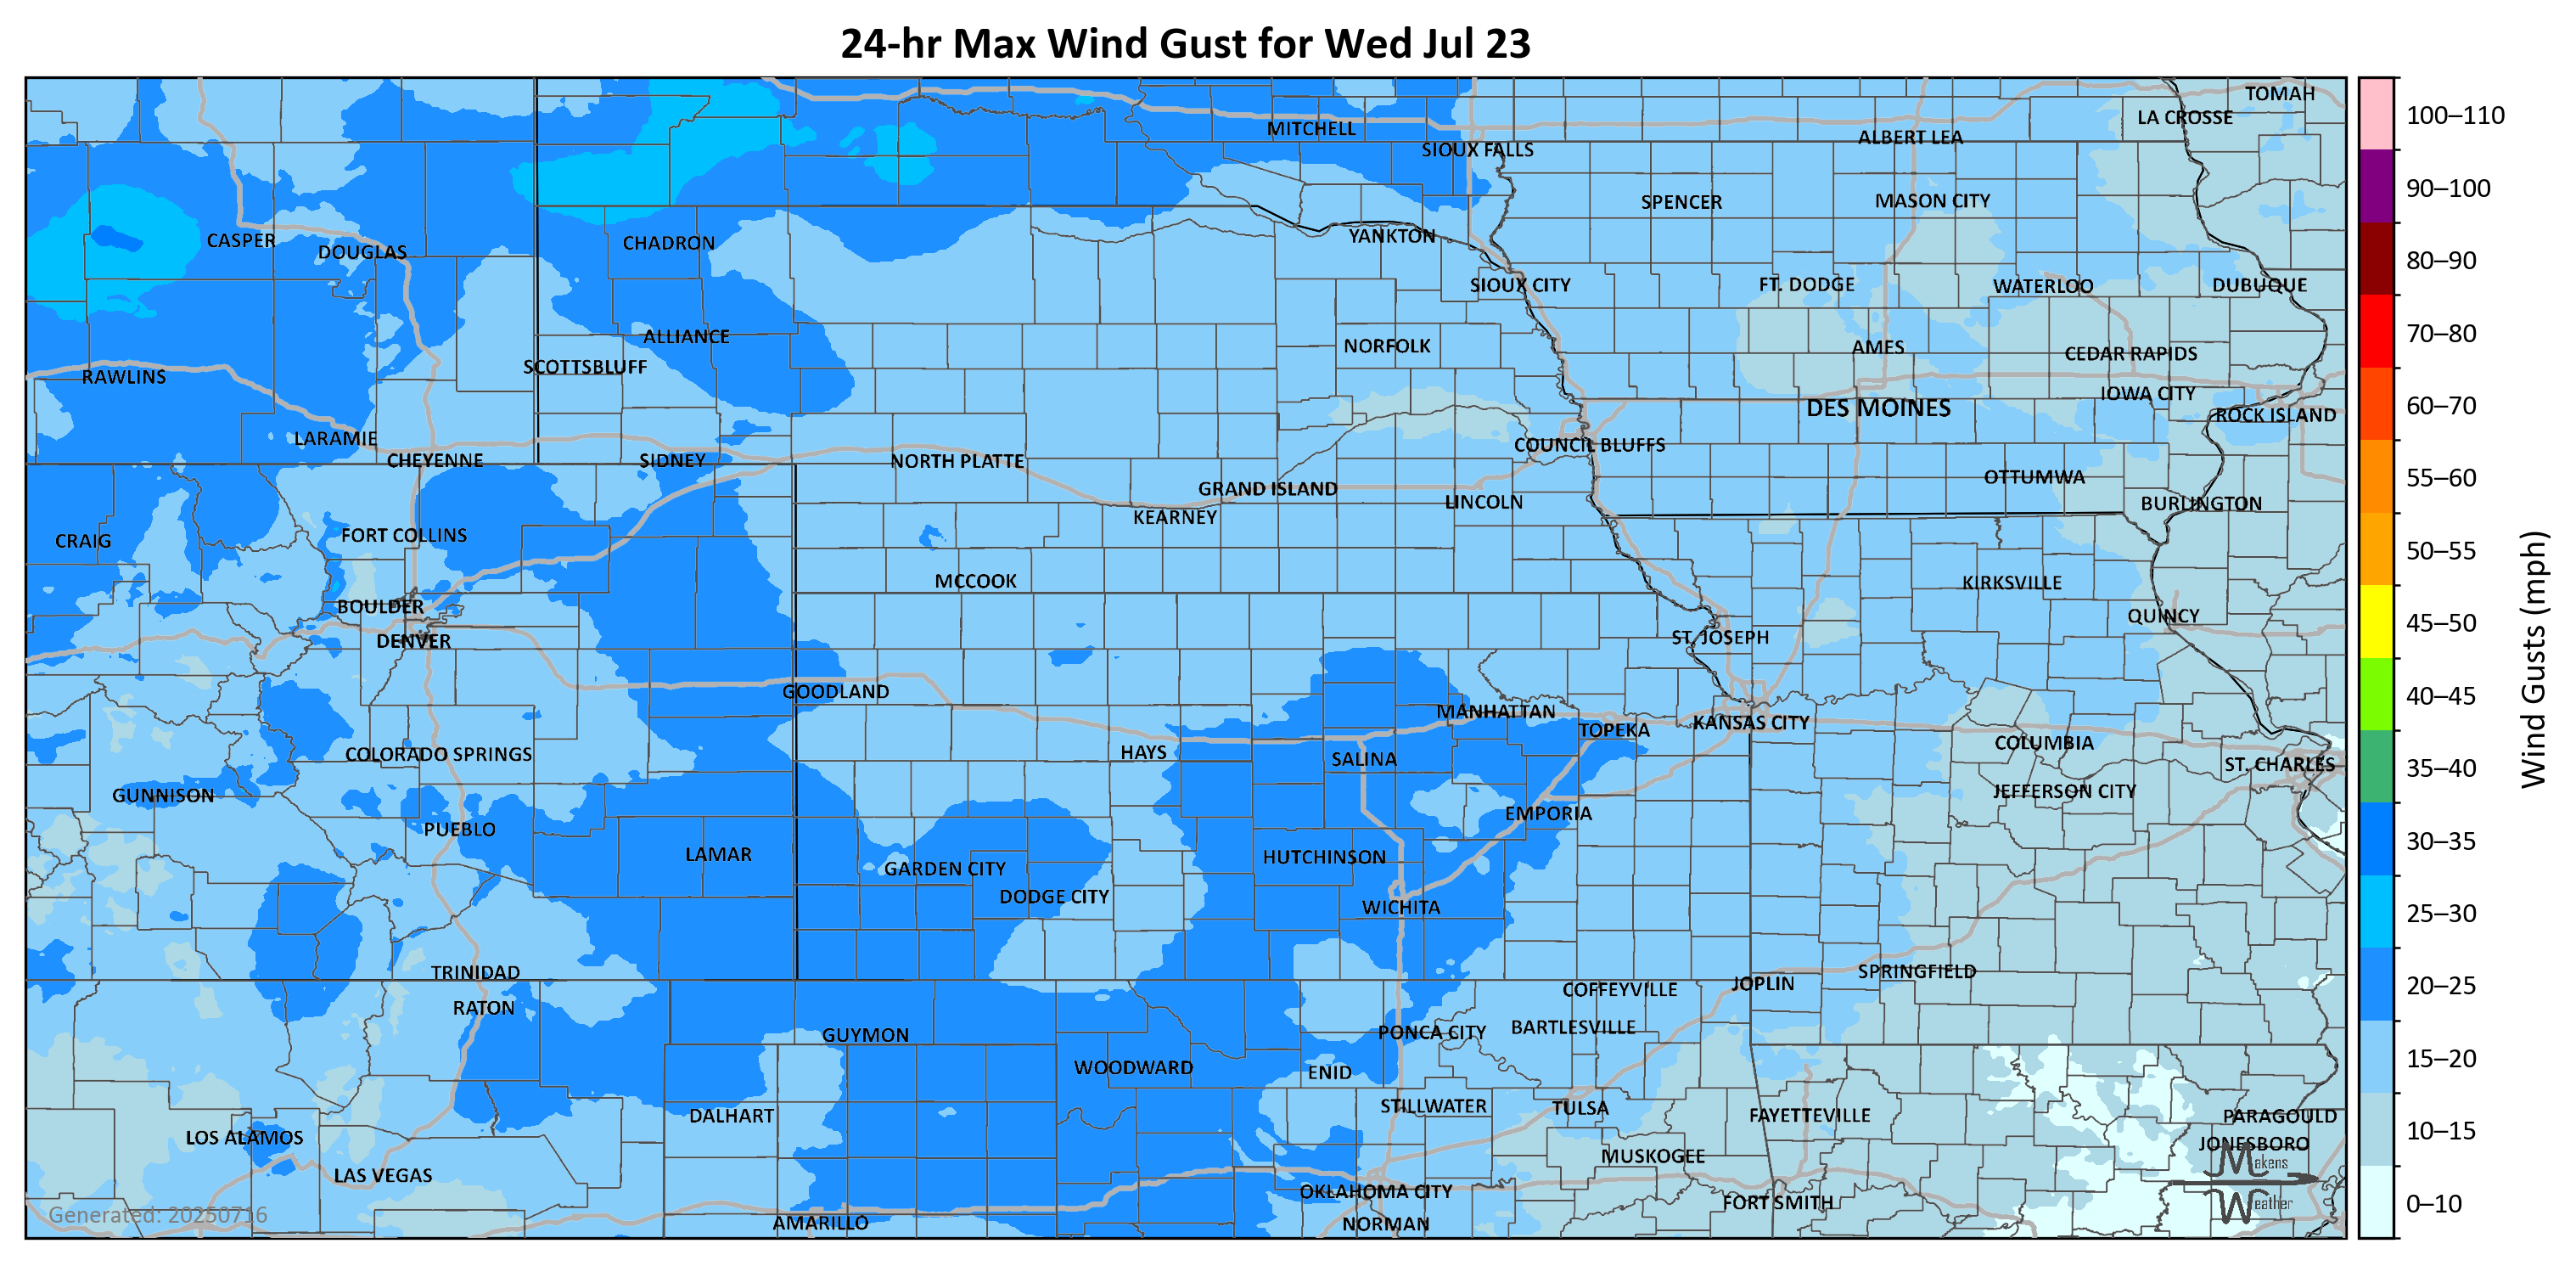 24-hr Max Wind Gust for Wed Jul 23
TOMAH
LA CROSSE
MITCHELL
ALBERT LEA
SIOUX FALLS
SPENCER
MASON CITY
CASPER
DOUGLAS
CHADRON
YANKTON
SIOUX CITY
FT. DODGE
WATERLOO
DUBUQUE
ALLIANCE
NORFOLK
AMES
CEDAR RAPIDS
SCOTTSBLUFF
RAWLINS
IOWA CITY
DES MOINES
ROCK ISLAND
LARAMIE
COUNCIL BLUFFS
CHEYENNE
SIDNEY
NORTH PLATTE
OTTUMWA
GRAND ISLAND
LINCOLN
BURLINGTON
KEARNEY
FORT COLLINS
CRAIG
MCCOOK
KIRKSVILLE
BOULDER
QUINCY
DENVER
ST. JOSEPH
GOODLAND
MANHATTAN
KANSAS CITY
TOPEKA
COLUMBIA
COLORADO SPRINGS
HAYS
SALINA
ST. CHARLES
GUNNISON
JEFFERSON CITY
EMPORIA
PUEBLO
LAMAR
HUTCHINSON
GARDEN CITY
DODGE CITY
WICHITA
TRINIDAD
SPRINGFIELD
JOPLIN
COFFEYVILLE
RATON
BARTLESVILLE
PONCA CITY
GUYMON
WOODWARD
ENID
STILLWATER
TULSA
DALHART
FAYETTEVILLE
PARAGOULD
LOS ALAMOS
JONESBORO
MUSKOGEE
LAS VEGAS
OKLAHOMA CITY
FORT SMITH
AMARILLO
NORMAN
Generated: 20250716
Makens
Weather
100–110
90–100
80–90
70–80
60–70
55–60
50–55
45–50
40–45
35–40
30–35
25–30
20–25
15–20
10–15
0–10
Wind Gusts (mph)